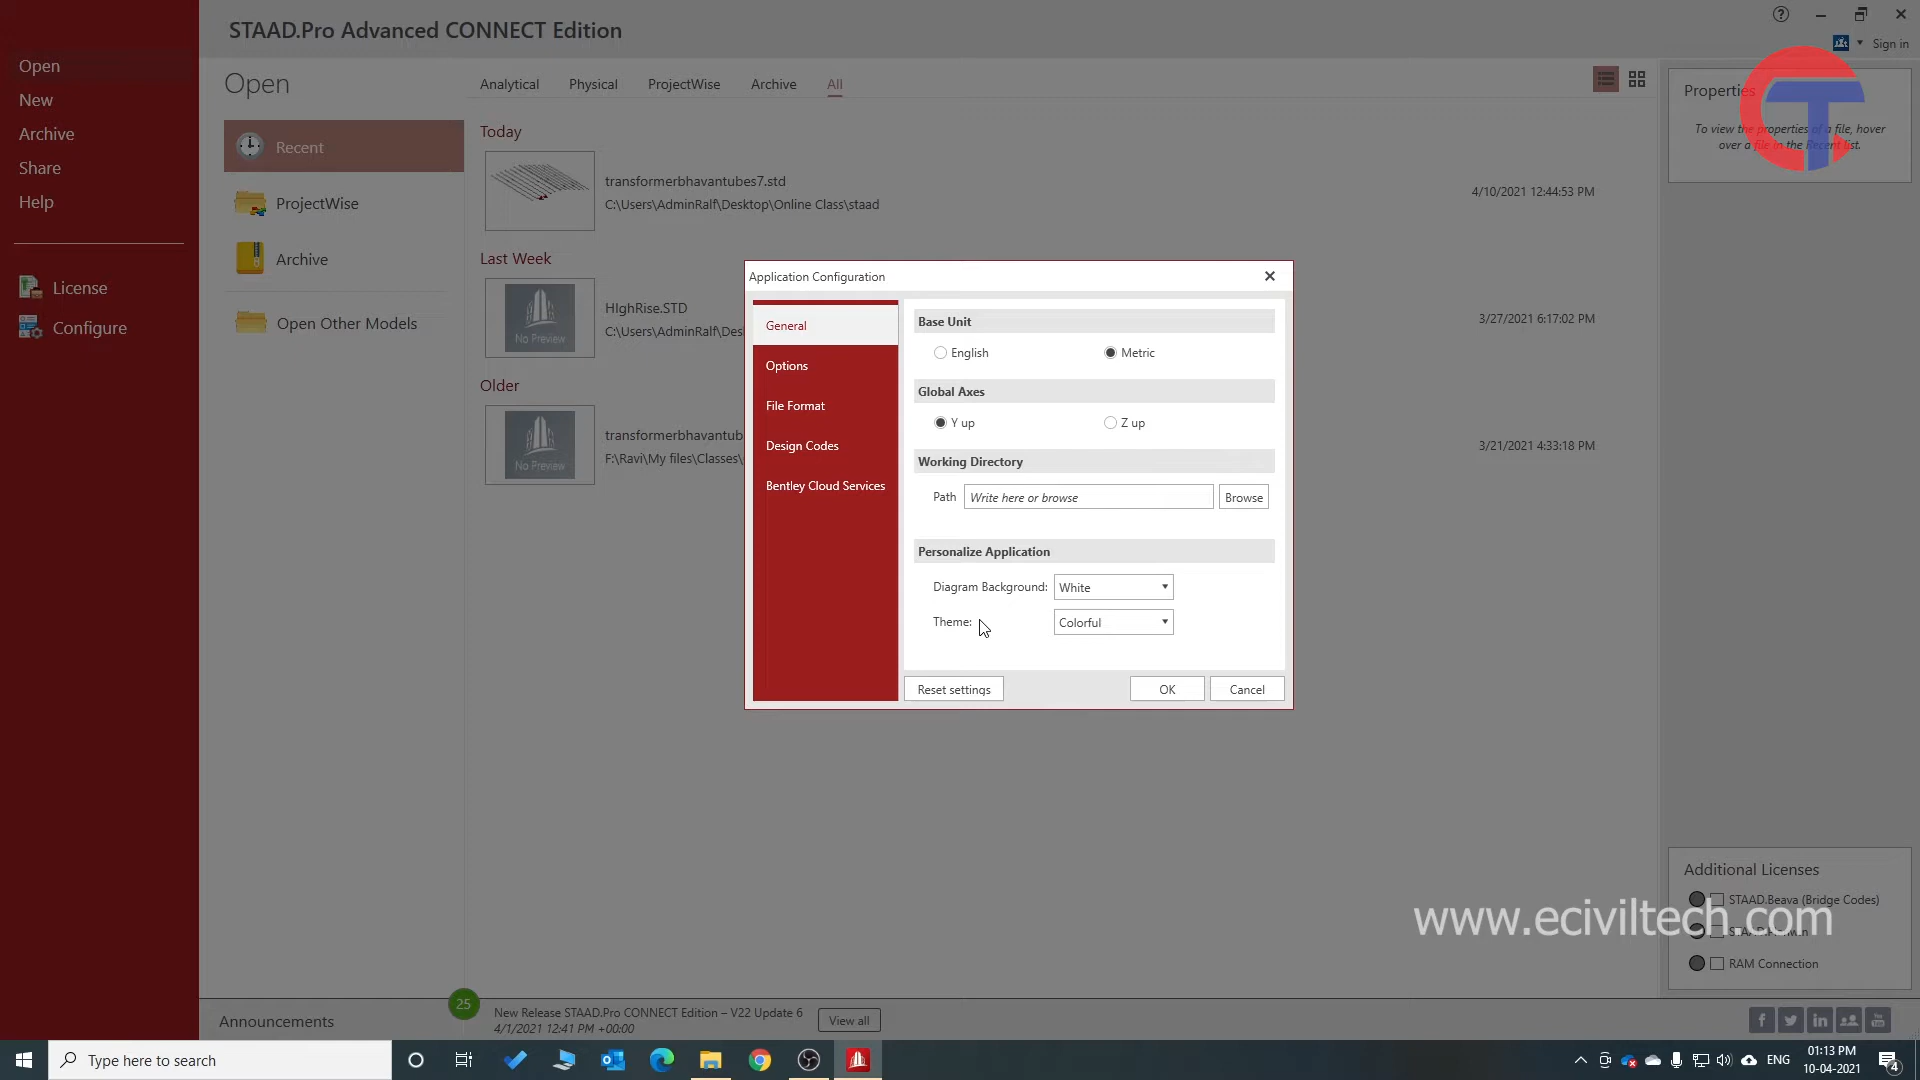 STAAD.Pro Advanced CONNECT Edition
Sign in
Open
New
Archive
Share
Help
License
Configure
Open
Analytical
Physical
ProjectWise
Archive
All
Recent
ProjectWise
Archive
Open Other Models
Today
transformerbhavantubes7.std
C:\Users\AdminRalf\Desktop\Online Class\staad
4/10/2021 12:44:53 PM
Last Week
HIghRise.STD
C:\Users\AdminRalf\Des
No Preview
3/27/2021 6:17:02 PM
Older
transformerbhavantub
F:\Ravi\My files\Classes\
No Preview
3/21/2021 4:33:18 PM
Application Configuration
General
Options
File Format
Design Codes
Bentley Cloud Services
Base Unit
English
Metric
Global Axes
Y up
Z up
Working Directory
Path
Write here or browse
Browse
Personalize Application
Diagram Background:
White
Theme:
Colorful
Reset settings
OK
Cancel
Properties
To view the properties of a file, hover
over a file in the Recent list.
Additional Licenses
STAAD.Beava (Bridge Codes)
RAM Connection
www.eciviltech.com
Announcements
25
New Release STAAD.Pro CONNECT Edition – V22 Update 6
4/1/2021 12:41 PM +00:00
View all
Type here to search
ENG
01:13 PM
10-04-2021
4